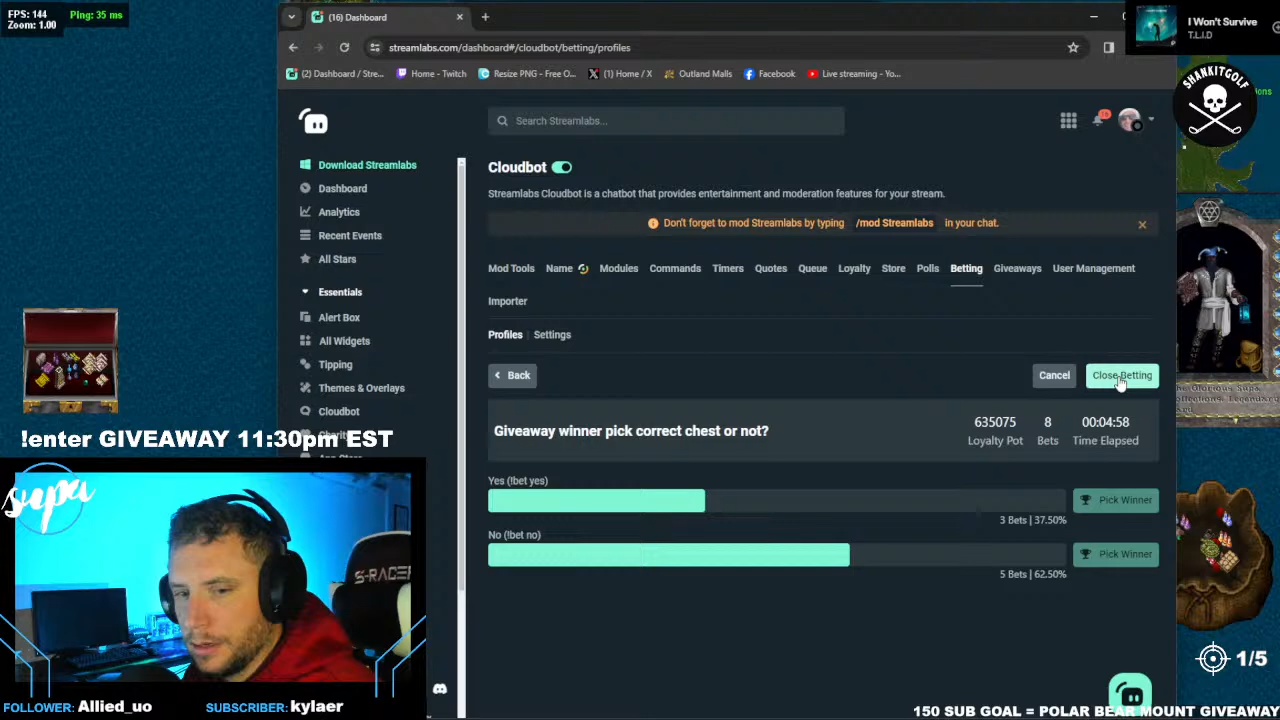 FPS: 144
Zoom: 1.00
Ping: 35 ms
(16) Dashboard
streamlabs.com/dashboard#/cloudbot/betting/profiles
I Won't Survive
T.L.I.D
(2) Dashboard / Stre...
Home - Twitch
Resize PNG - Free O...
(1) Home / X
Outland Malls
Facebook
Live streaming - Yo...
SHANKITGOLF
Search Streamlabs...
Download Streamlabs
Dashboard
Analytics
Recent Events
All Stars
Essentials
Alert Box
All Widgets
Tipping
Themes & Overlays
Cloudbot
Cloudbot
Streamlabs Cloudbot is a chatbot that provides entertainment and moderation features for your stream.
Don't forget to mod Streamlabs by typing /mod Streamlabs in your chat.
Mod Tools Name Modules Commands Timers Quotes Queue Loyalty Store Polls Betting Giveaways User Management
Importer
Profiles Settings
Back
Cancel
Close Betting
Giveaway winner pick correct chest or not?
635075 8 00:04:58
Loyalty Pot Bets Time Elapsed
Yes (!bet yes)
Pick Winner
3 Bets | 37.50%
No (!bet no)
Pick Winner
5 Bets | 62.50%
!enter GIVEAWAY 11:30pm EST
supa
S-RACER
1/5
FOLLOWER: Allied_uo
SUBSCRIBER: kylaer
150 SUB GOAL = POLAR BEAR MOUNT GIVEAWAY